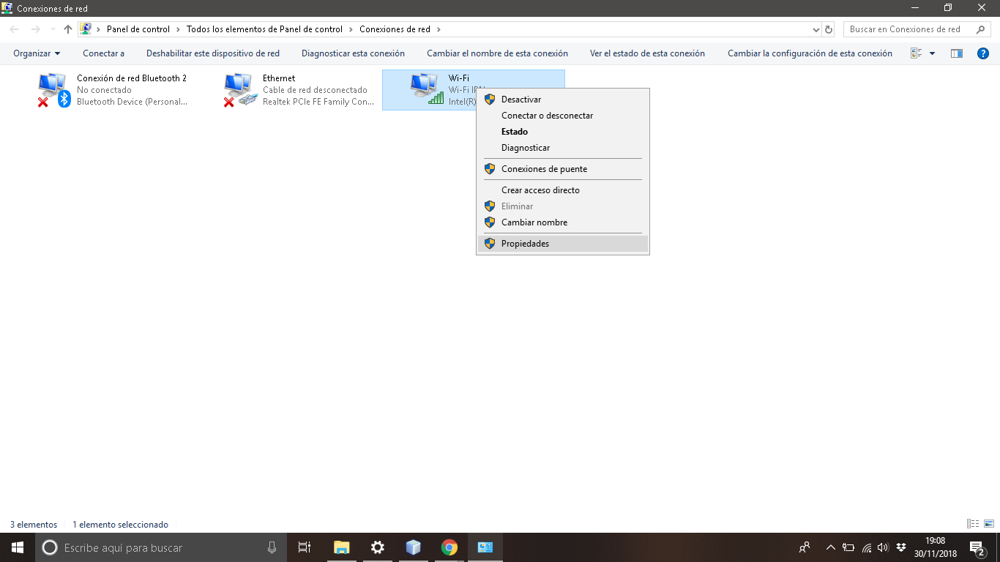 Conexiones de red
Panel de control
Todos los elementos de Panel de control
Conexiones de red
Buscar en Conexiones de red
Organizar
Conectar a
Deshabilitar este dispositivo de red
Diagnosticar esta conexión
Cambiar el nombre de esta conexión
Ver el estado de esta conexión
Cambiar la configuración de esta conexión
Conexión de red Bluetooth 2
No conectado
Bluetooth Device (Personal...
Ethernet
Cable de red desconectado
Realtek PCIe FE Family Con...
Wi-Fi
Wi-Fi
Intel(R)
Desactivar
Conectar o desconectar
Estado
Diagnosticar
Conexiones de puente
Crear acceso directo
Eliminar
Cambiar nombre
Propiedades
3 elementos
1 elemento seleccionado
Escribe aquí para buscar
19:08
30/11/2018
2